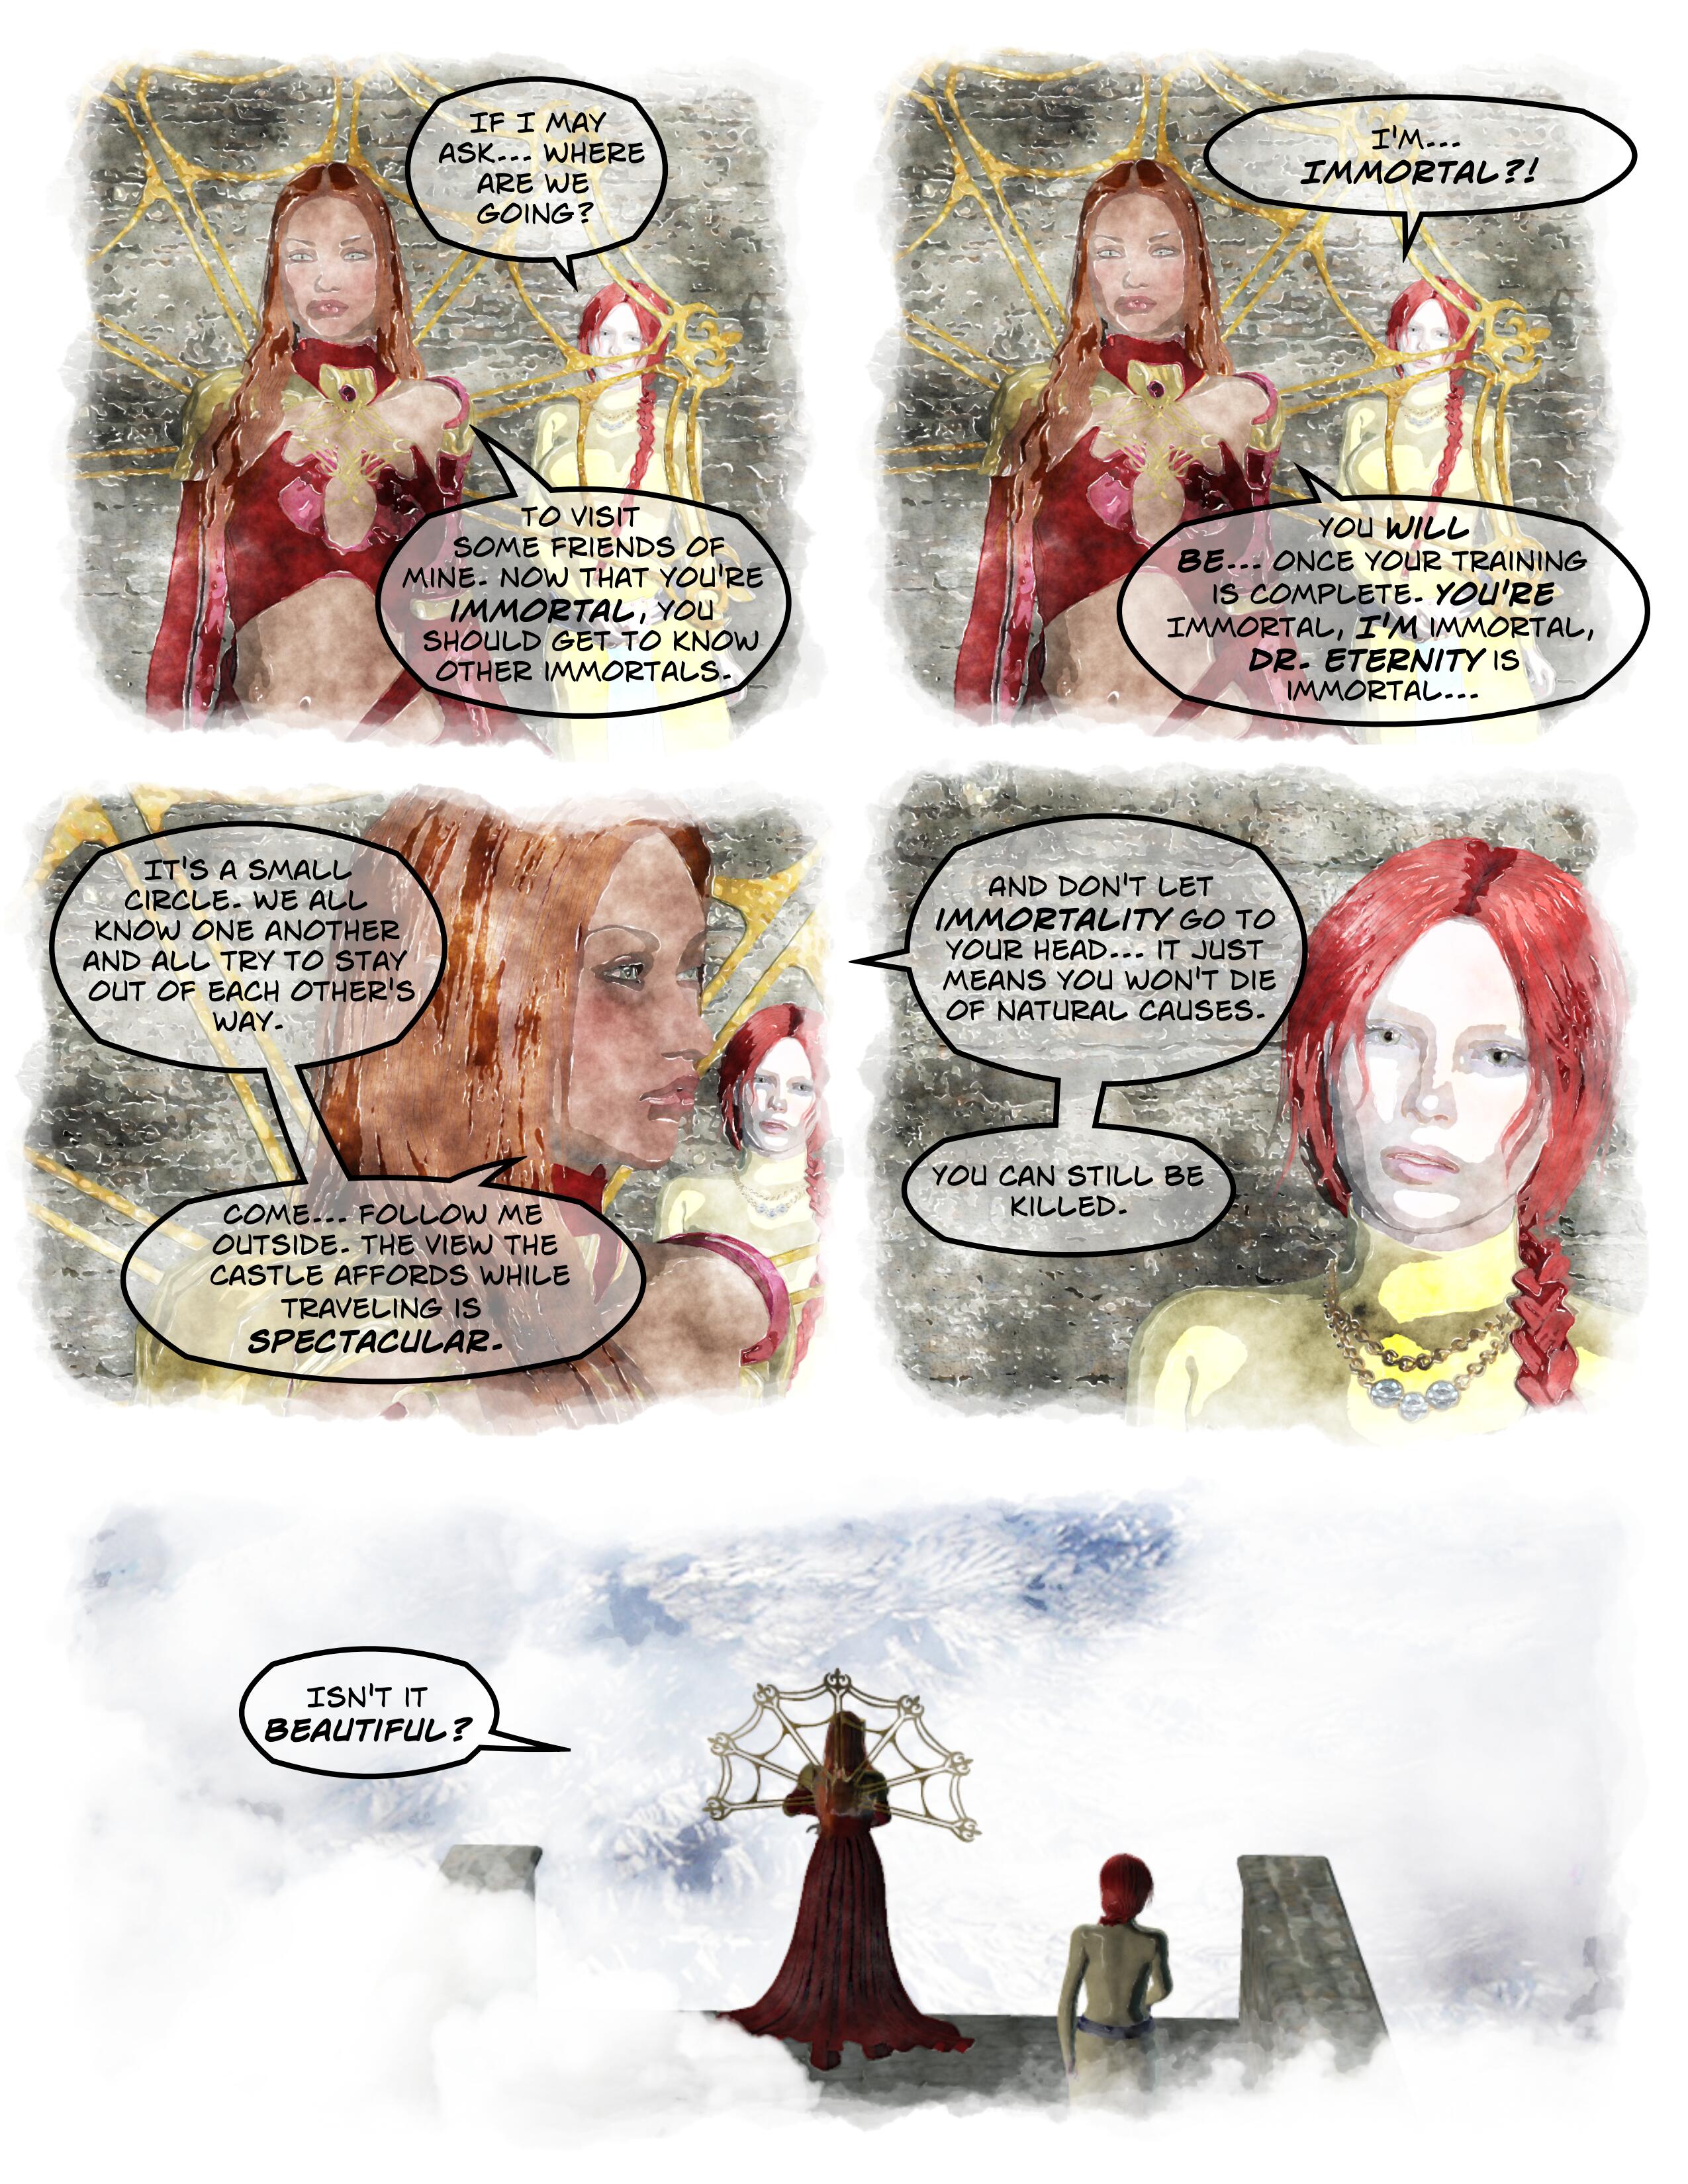 IF I MAY
ASK... WHERE
ARE WE
GOING?
TO VISIT
SOME FRIENDS OF
MINE. NOW THAT YOU'RE
IMMORTAL, YOU
SHOULD GET TO KNOW
OTHER IMMORTALS.
I'M...
IMMORTAL?!
YOU WILL
BE... ONCE YOUR TRAINING
IS COMPLETE. YOU'RE
IMMORTAL, I'M IMMORTAL,
DR. ETERNITY IS
IMMORTAL...
IT'S A SMALL
CIRCLE. WE ALL
KNOW ONE ANOTHER
AND ALL TRY TO STAY
OUT OF EACH OTHER'S
WAY.
COME... FOLLOW ME
OUTSIDE. THE VIEW THE
CASTLE AFFORDS WHILE
TRAVELING IS
SPECTACULAR.
AND DON'T LET
IMMORTALITY GO TO
YOUR HEAD... IT JUST
MEANS YOU WON'T DIE
OF NATURAL CAUSES.
YOU CAN STILL BE
KILLED.
ISN'T IT
BEAUTIFUL?